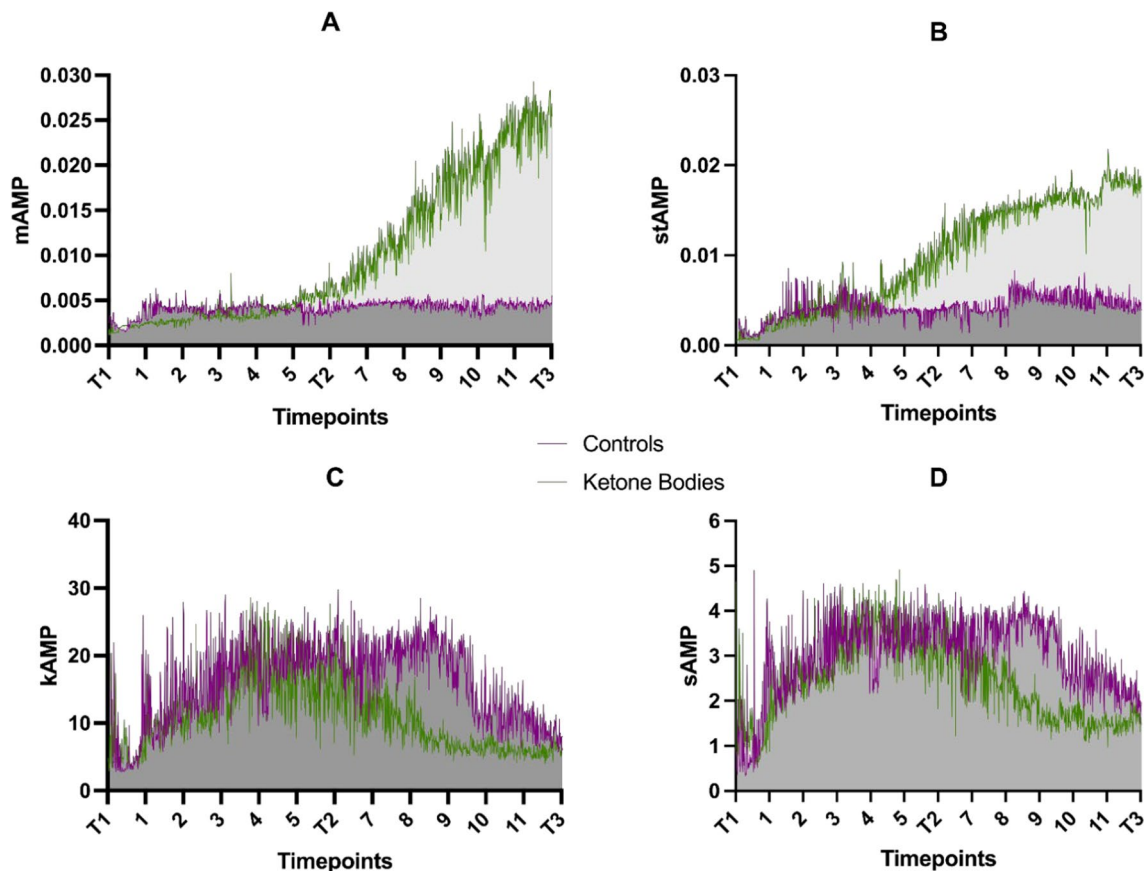 A
mAMP
0.030
0.025
0.020
0.015
0.010
0.005
0.000
T1 1 2 3 4 5 T2 7 8 9 10 11 T3
Timepoints
B
stAMP
0.03
0.02
0.01
0.00
T1 1 2 3 4 5 T2 7 8 9 10 11 T3
Timepoints
Controls
Ketone Bodies
C
kAMP
40
30
20
10
0
T1 1 2 3 4 5 T2 7 8 9 10 11 T3
Timepoints
D
sAMP
6
5
4
3
2
1
0
T1 1 2 3 4 5 T2 7 8 9 10 11 T3
Timepoints